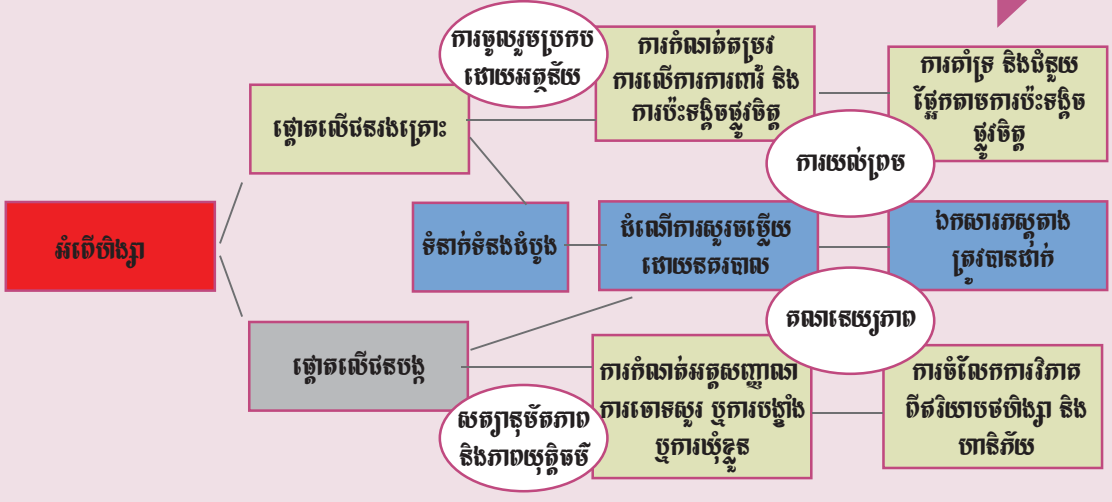 ការចូលរួមប្រកប
ដោយអត្ថន័យ
ការកំណត់តម្រូវ
ការលើការការពារ និង
ការប៉ះទង្គិចផ្លូវចិត្ត
ការគាំទ្រ និងជំនួយ
ផ្អែកតាមការប៉ះទង្គិច
ផ្លូវចិត្ត
ផ្តោតលើជនរងគ្រោះ
ការយល់ព្រម
អំពើហិង្សា
ទំនាក់ទំនងដំបូង
ដំណើការសួរចម្លើយ
ដោយនគរបាល
ឯកសារភស្តុតាង
ត្រូវបានដាក់
គណនេយ្យភាព
ផ្តោតលើជនបង្ក
ការកំណត់អត្តសញ្ញាណ
ការចោទសួរ ឬការបង្ខាំង
ឬការឃុំខ្លួន
ការចំលែកការវិភាគ
ពីឥរិយាបថហិង្សា និង
ហានិភ័យ
សត្យានុម័តភាព
និងភាពយុត្តិធម៌